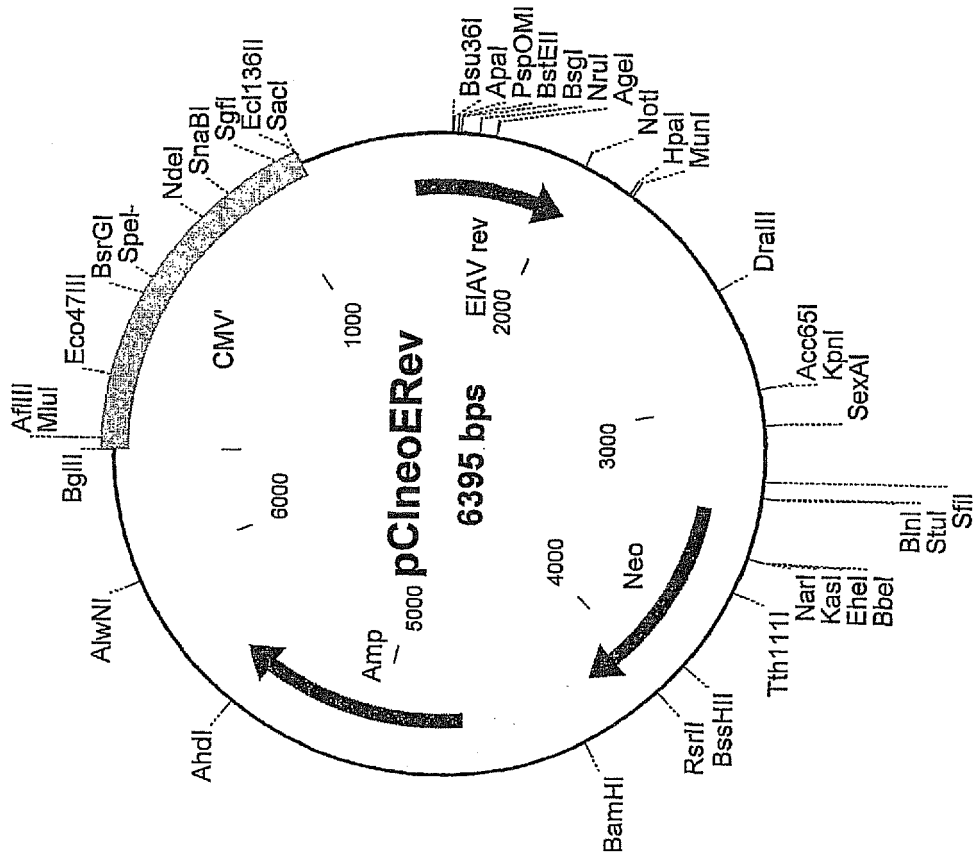 BglII
AflIII
MluI
Eco47III
BsrGI
SpeI-
NdeI
SnaBI
SgfI
Ecl136II
SacI
Bsu36I
ApaI
PspOMI
BstEII
BsgI
NruI
AgeI
NotI
HpaI
MunI
DraIII
Acc65I
KpnI
SexAI
SfiI
BlnI
StuI
NarI
KasI
EheI
BbeI
Tth111I
BssHII
RsrII
BamHI
AhdI
AlwNI
CMV'
EIAV rev
Neo
Amp
1000
2000
3000
4000
5000
6000
pCIneoERev
6395 bps